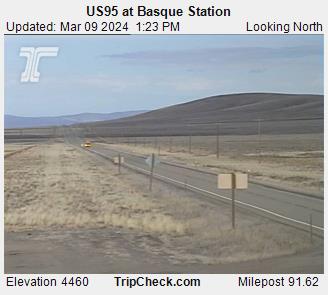 US95 at Basque Station
Updated: Mar 09 2024 1:23 PM Looking North
Elevation 4460 TripCheck.com Milepost 91.62